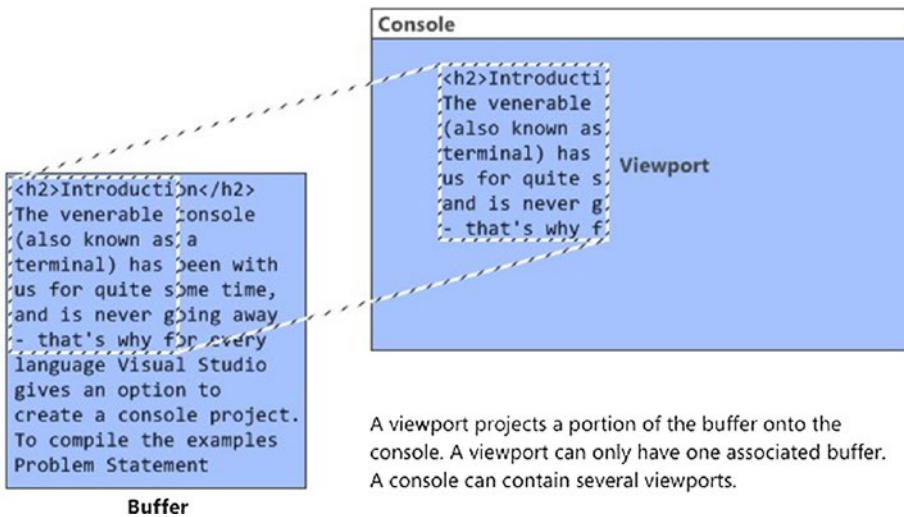 Console
<h2>Introducti
The venerable
(also known as
terminal) has
us for quite s
and is never g
- that's why f
Viewport
<h2>Introduction</h2>
The venerable console
(also known as a
terminal) has been with
us for quite some time,
and is never going away
- that's why for every
language Visual Studio
gives an option to
create a console project.
To compile the examples
Problem Statement
Buffer
A viewport projects a portion of the buffer onto the
console. A viewport can only have one associated buffer.
A console can contain several viewports.